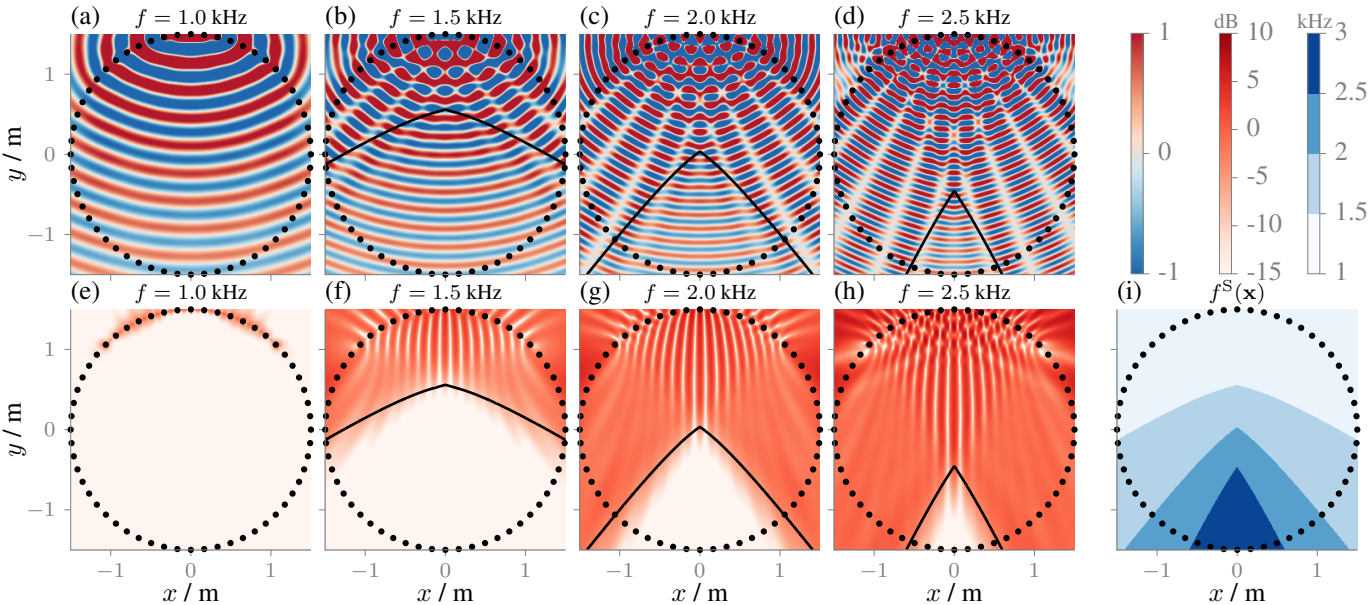 (a) f = 1.0 kHz
(b) f = 1.5 kHz
(c) f = 2.0 kHz
(d) f = 2.5 kHz
dB
kHz
y / m
1
0
−1
1
0
-1
10
5
0
-5
-10
-15
3
2.5
2
1.5
1
(e) f = 1.0 kHz
(f) f = 1.5 kHz
(g) f = 2.0 kHz
(h) f = 2.5 kHz
(i) fˢ(x)
y / m
1
0
−1
−1 0 1
−1 0 1
−1 0 1
−1 0 1
−1 0 1
x / m
x / m
x / m
x / m
x / m